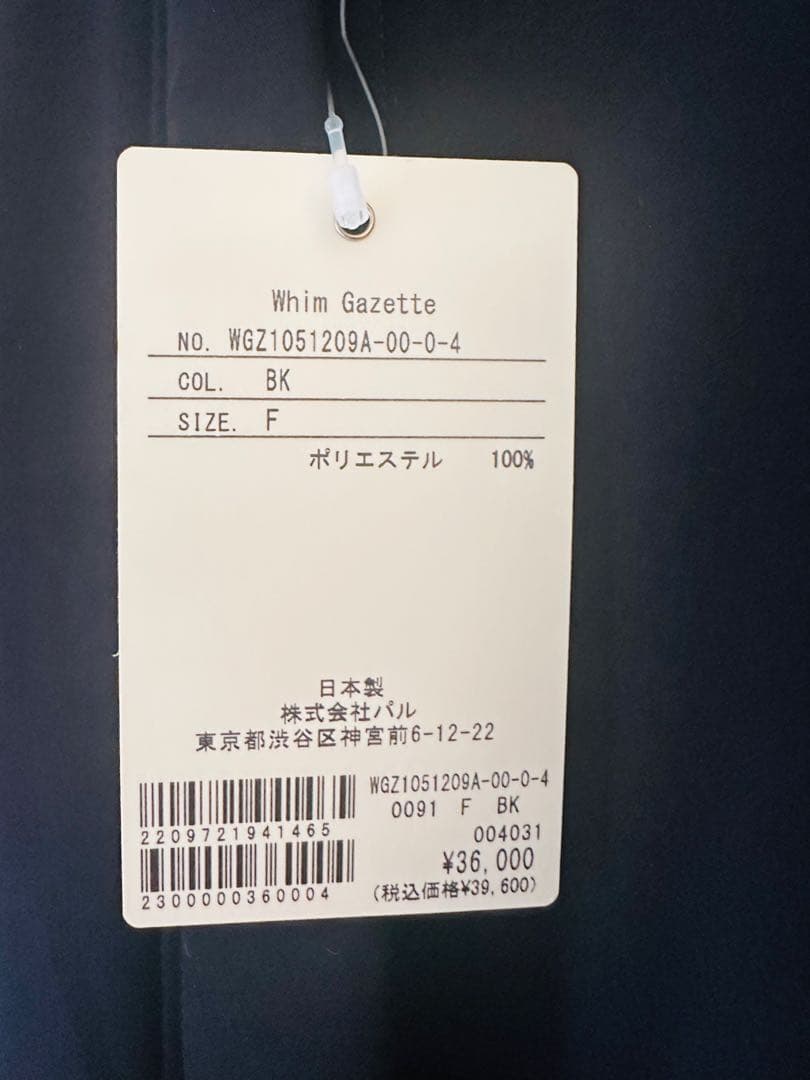 Whim Gazette
NO. WGZ1051209A-00-0-4
COL. BK
SIZE. F
ポリエステル 100%
日本製
株式会社パル
東京都渋谷区神宮前6-12-22
WGZ1051209A-00-0-4
0091 F BK
2209721941465
004031
¥36,000
2300000360004
(税込価格¥39,600)